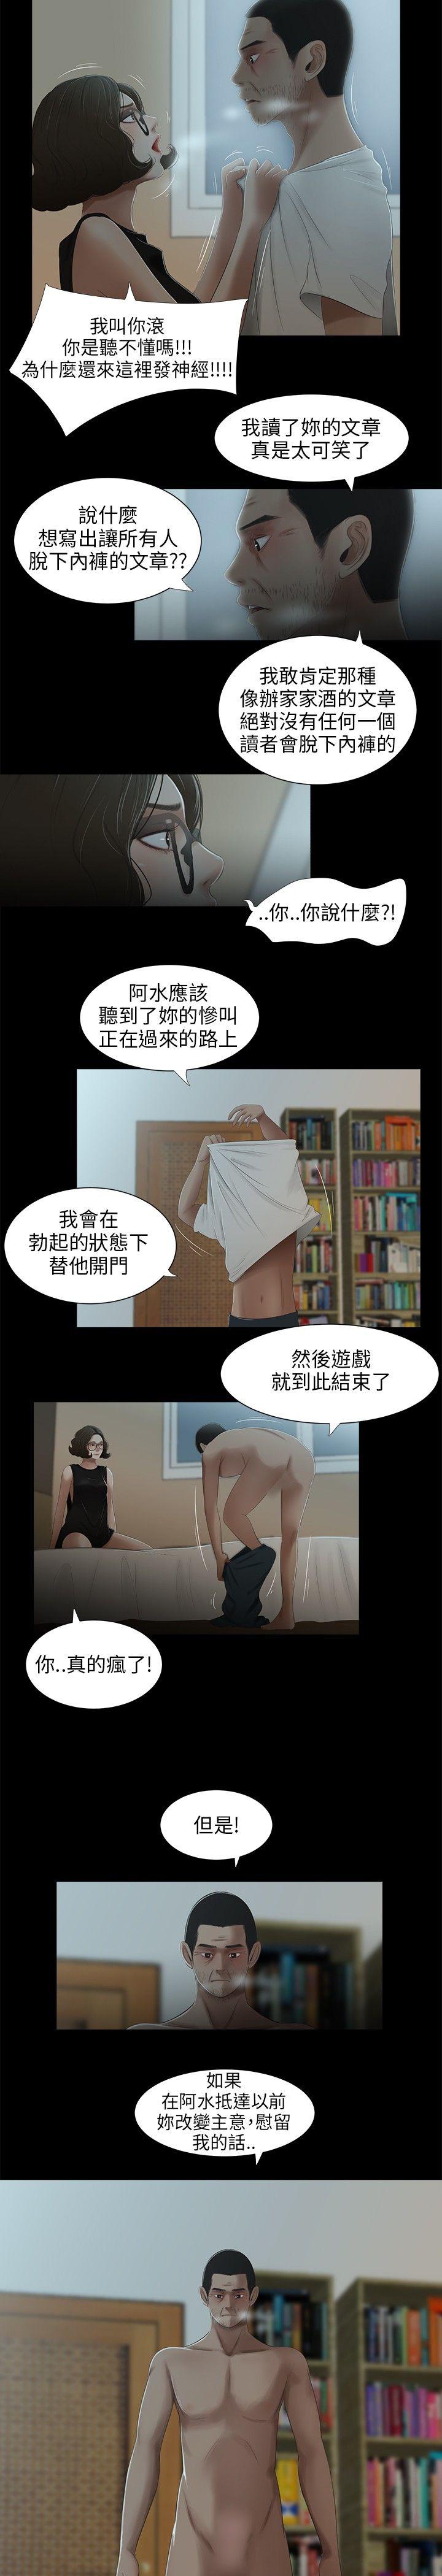 我叫你滾
你是聽不懂嗎!!!
為什麼還來這裡發神經!!!!
我讀了妳的文章
真是太可笑了
說什麼
想寫出讓所有人
脫下內褲的文章??
我敢肯定那種
像辦家家酒的文章
絕對沒有任何一個
讀者會脫下內褲的
..你..你說什麼?!
阿水應該
聽到了妳的慘叫
正在過來的路上
我會在
勃起的狀態下
替他開門
然後遊戲
就到此結束了
你..真的瘋了!
但是!
如果
在阿水抵達以前
妳改變主意,慰留
我的話..